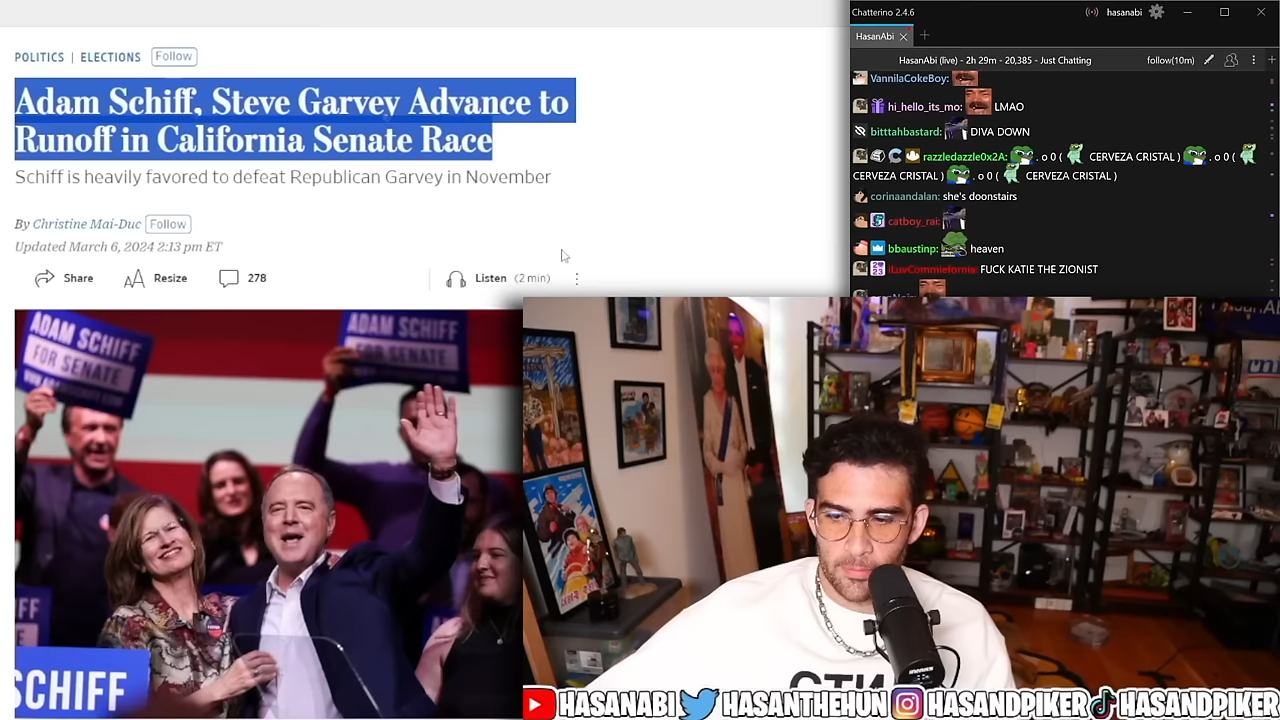 POLITICS | ELECTIONS Follow
Adam Schiff, Steve Garvey Advance to
Runoff in California Senate Race
Schiff is heavily favored to defeat Republican Garvey in November
By Christine Mai-Duc Follow
Updated March 6, 2024 2:13 pm ET
Share AA Resize 278 Listen (2 min)
Chatterino 2.4.6 hasanabi
HasanAbi
HasanAbi (live) - 2h 29m - 20,385 - Just Chatting follow(10m)
VannilaCokeBoy:
hi_hello_its_mo: LMAO
bitttahbastard: DIVA DOWN
razzledazzle0x2A: . o 0 ( CERVEZA CRISTAL ) . o 0 (
CERVEZA CRISTAL ) . o 0 ( CERVEZA CRISTAL )
corinaandalan: she's doonstairs
catboy_rai:
bbaustinp: heaven
iLuvCommiefornia: FUCK KATIE THE ZIONIST
ADAM SCHIFF
FOR SENATE
ADAM SCHIFF
FOR SENATE
IFF
SCHIFF
СТИ
HASANABI HASANTHEHUN HASANDPIKER HASANDPIKER